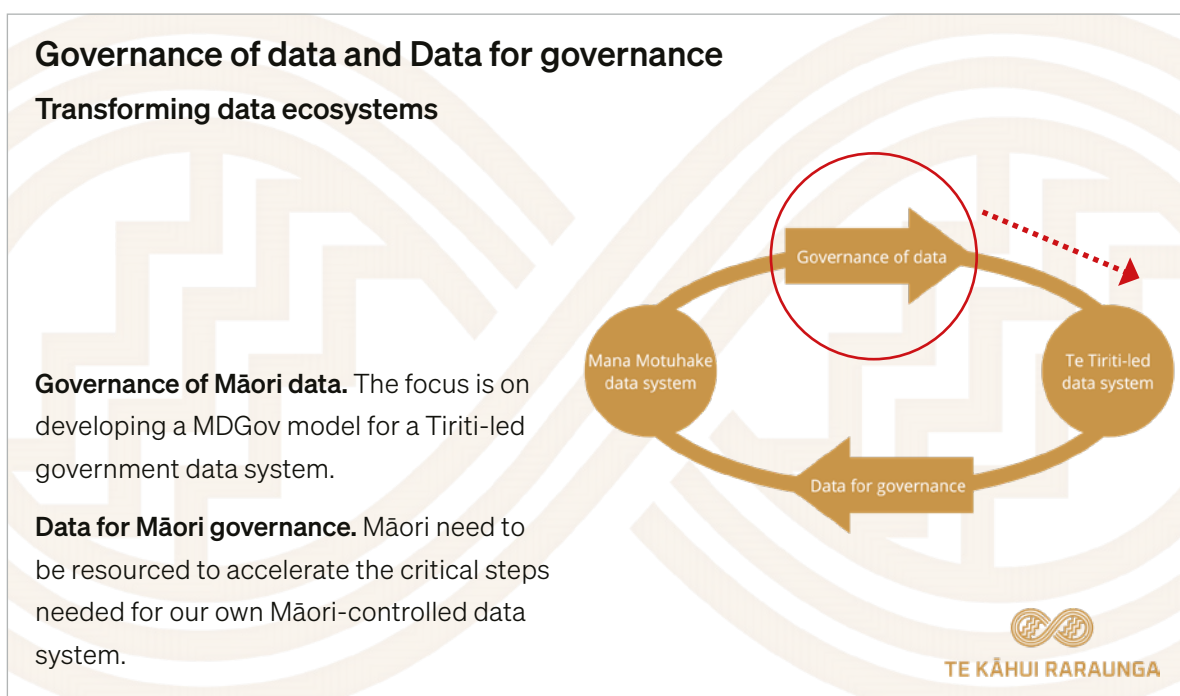 Governance of data and Data for governance
Transforming data ecosystems
Governance of Māori data. The focus is on
developing a MDGov model for a Tiriti-led
government data system.
Data for Māori governance. Māori need to
be resourced to accelerate the critical steps
needed for our own Māori-controlled data
system.
Governance of data
Mana Motuhake
data system
Te Tiriti-led
data system
Data for governance
TE KĀHUI RARAUNGA